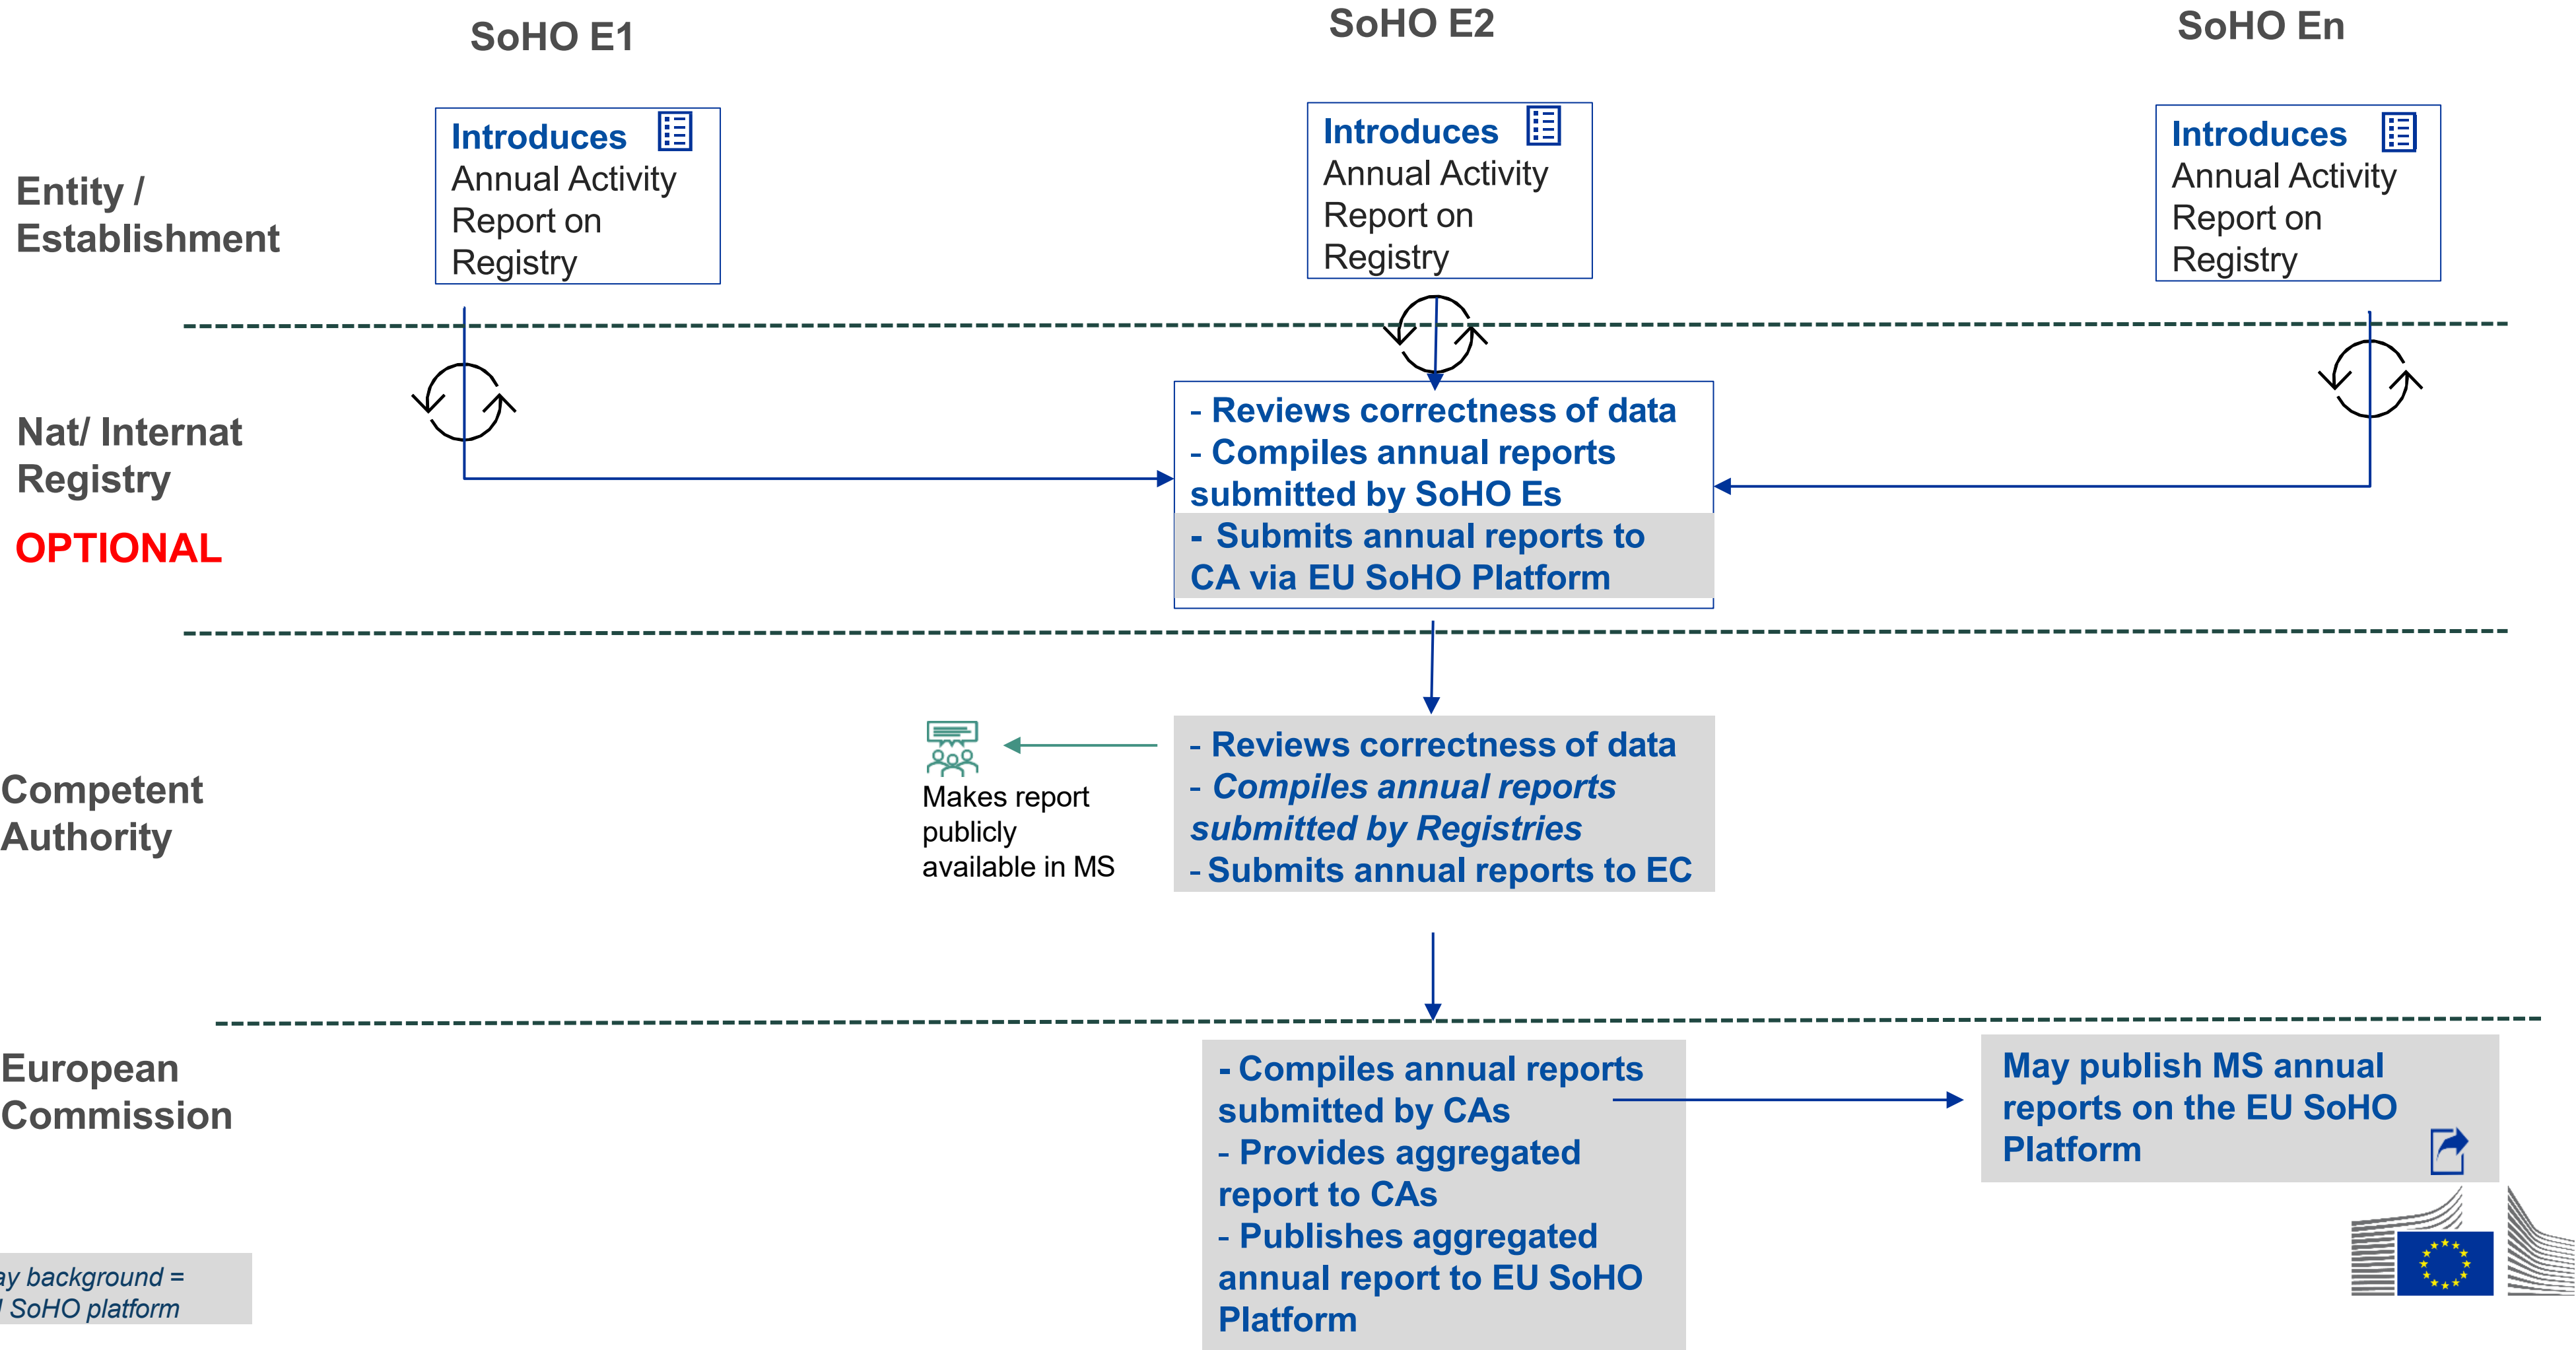 SoHO E1
SoHO E2
SoHO En
Entity /
Establishment
Introduces
Annual Activity
Report on
Registry
Introduces
Annual Activity
Report on
Registry
Introduces
Annual Activity
Report on
Registry
Nat/ Internat
Registry
OPTIONAL
- Reviews correctness of data
- Compiles annual reports
submitted by SoHO Es
- Submits annual reports to
CA via EU SoHO Platform
Competent
Authority
Makes report
publicly
available in MS
- Reviews correctness of data
- Compiles annual reports
submitted by Registries
- Submits annual reports to EC
European
Commission
- Compiles annual reports
submitted by CAs
- Provides aggregated
report to CAs
- Publishes aggregated
annual report to EU SoHO
Platform
May publish MS annual
reports on the EU SoHO
Platform
background =
SoHO platform